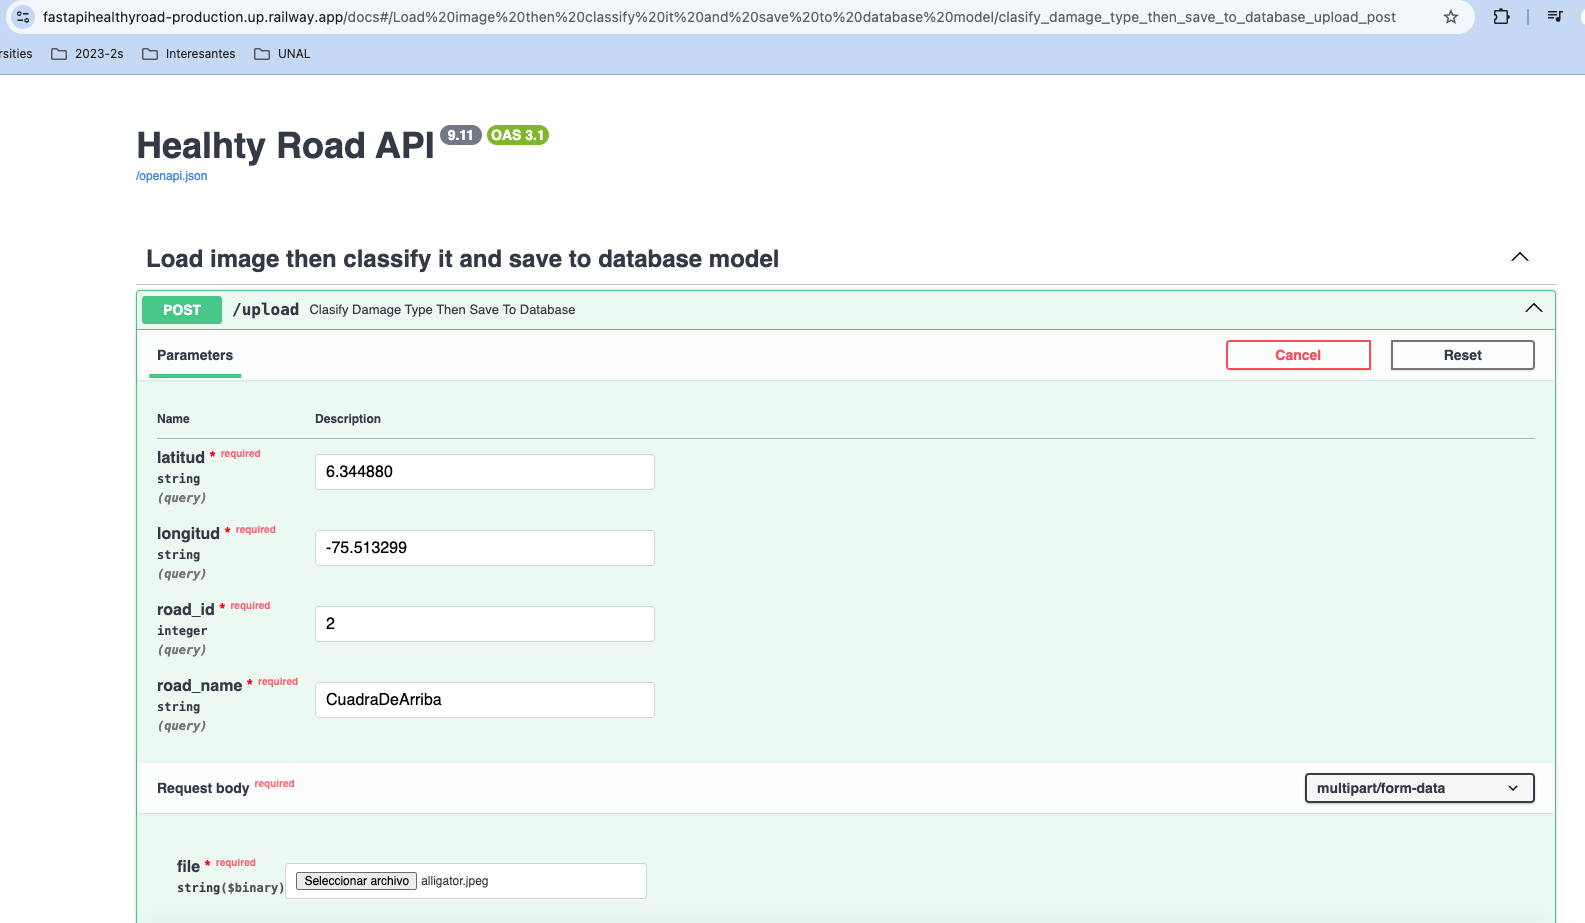 fastapihealthyroad-production.up.railway.app/docs#/Load%20image%20then%20classify%20it%20and%20save%20to%20database%20model/clasify_damage_type_then_save_to_database_upload_post
rsities 2023-2s Interesantes UNAL
Healhty Road API 9.11 OAS 3.1
/openapi.json
Load image then classify it and save to database model
POST /upload Clasify Damage Type Then Save To Database
Parameters Cancel Reset
Name Description
latitud * required
string
(query)
6.344880
longitud * required
string
(query)
-75.513299
road_id * required
integer
(query)
2
road_name * required
string
(query)
CuadraDeArriba
Request body required multipart/form-data
file * required
string($binary)
Seleccionar archivo alligator.jpeg